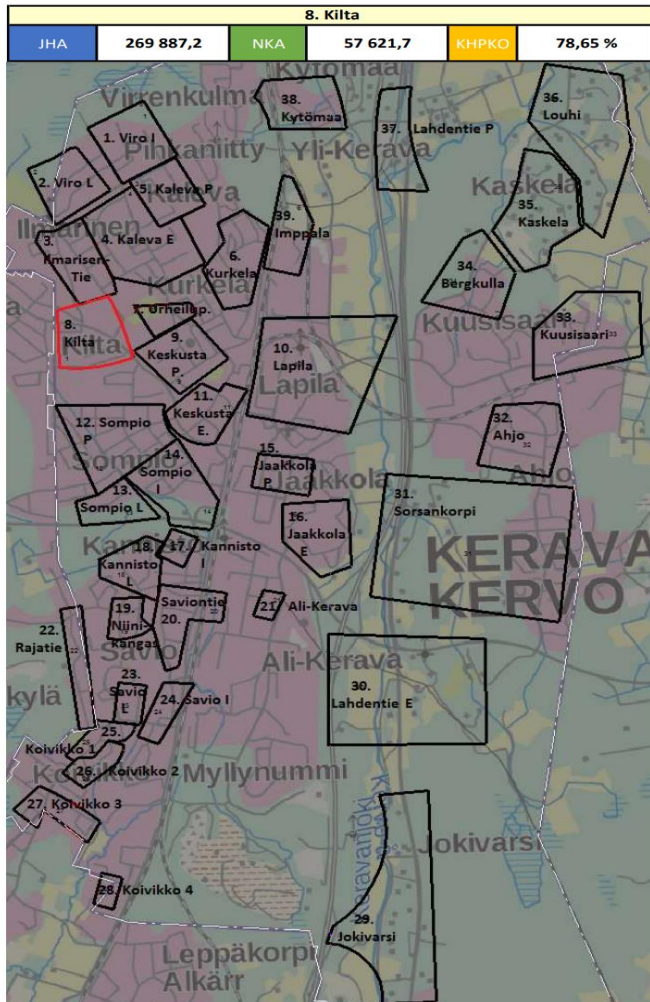 8. Kilta
JHA 269 887,2 NKA 57 621,7 KHPKO 78,65 %
Kytömaa
36.
Louhi
Virrenkulma
38.
Kytömaa
37. Lahdentie P
1. Viro I
Pihkaniitty
Yli-Kerava
2. Viro L
5. Kaleva P
Kaleva
Kaskela
35.
Kaskela
39.
Imppala
Ilmarinen
3.
Ilmarisen-
Tie
4. Kaleva E
6.
Kurkela
34.
Bergkulla
Kurkela
7. Urheilup.
8.
Kilta
Kilta
9.
Keskusta
P.
10.
Lapila
Lapila
Kuusisaari
33.
Kuusisaari
11.
Keskusta
E.
12. Sompio
P
32.
Ahjo
Ahjo
Sompio
14.
Sompio
I
15.
Jaakkola
P
Jaakkola
13.
Sompio L
31.
Sorsankorpi
16.
Jaakkola
E
Kannisto
18.
Kannisto
L
17. Kannisto
I
KERAVA
KERVO
19.
Niini-
kangas
Saviontie
20.
21. Ali-Kerava
22.
Rajatie
Savio
Ali-Kerava
kylä
23.
Savio
L
24. Savio I
30.
Lahdentie E
25.
Koivikko 1
Koivikko
26. Koivikko 2
Myllynummi
27. Koivikko 3
Jokivarsi
28. Koivikko 4
29.
Jokivarsi
Leppäkorpi
Alkärr